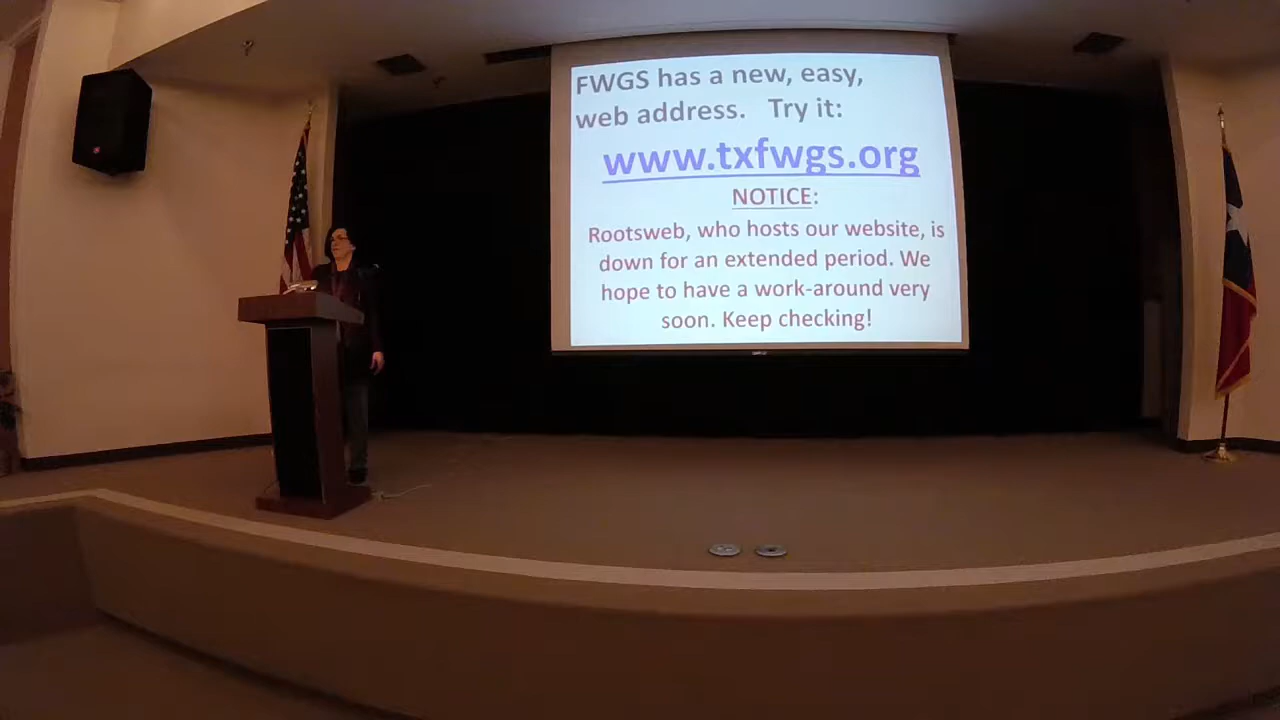 FWGS has a new, easy,
web address. Try it:
www.txfwgs.org
NOTICE:
Rootsweb, who hosts our website, is
down for an extended period. We
hope to have a work-around very
soon. Keep checking!